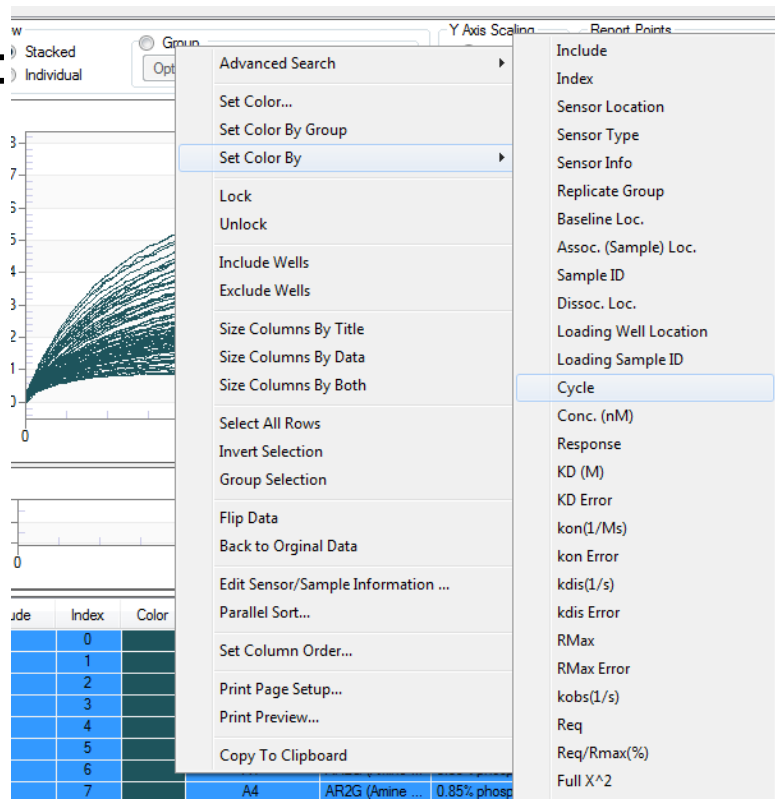 Stacked
Individual
Group
Y Axis Scaling
Report Points
Advanced Search
Set Color...
Set Color By Group
Set Color By
Lock
Unlock
Include Wells
Exclude Wells
Size Columns By Title
Size Columns By Data
Size Columns By Both
Select All Rows
Invert Selection
Group Selection
Flip Data
Back to Orginal Data
Edit Sensor/Sample Information ...
Parallel Sort...
Set Column Order...
Print Page Setup...
Print Preview...
Copy To Clipboard
Include
Index
Sensor Location
Sensor Type
Sensor Info
Replicate Group
Baseline Loc.
Assoc. (Sample) Loc.
Sample ID
Dissoc. Loc.
Loading Well Location
Loading Sample ID
Cycle
Conc. (nM)
Response
KD (M)
KD Error
kon(1/Ms)
kon Error
kdis(1/s)
kdis Error
RMax
RMax Error
kobs(1/s)
Req
Req/Rmax(%)
Full X^2
0
0
Index Color
0
1
2
3
4
5
6
7 A4 AR2G (Amine ... 0.85% phosp